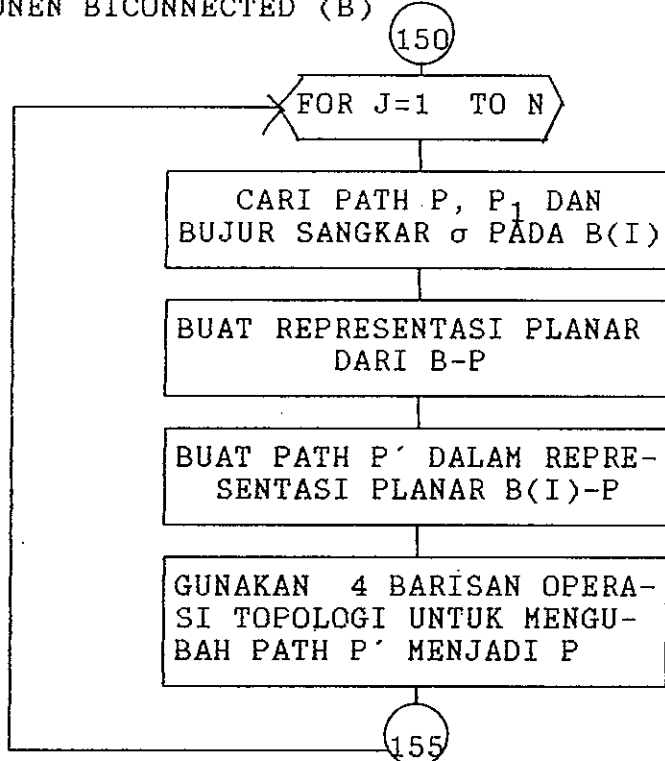 UNEN BICONNECTED (B)
150
FOR J=1 TO N
CARI PATH P, P₁ DAN
BUJUR SANGKAR σ PADA B(I)
BUAT REPRESENTASI PLANAR
DARI B-P
BUAT PATH P´ DALAM REPRE-
SENTASI PLANAR B(I)-P
GUNAKAN 4 BARISAN OPERA-
SI TOPOLOGI UNTUK MENGU-
BAH PATH P´ MENJADI P
155